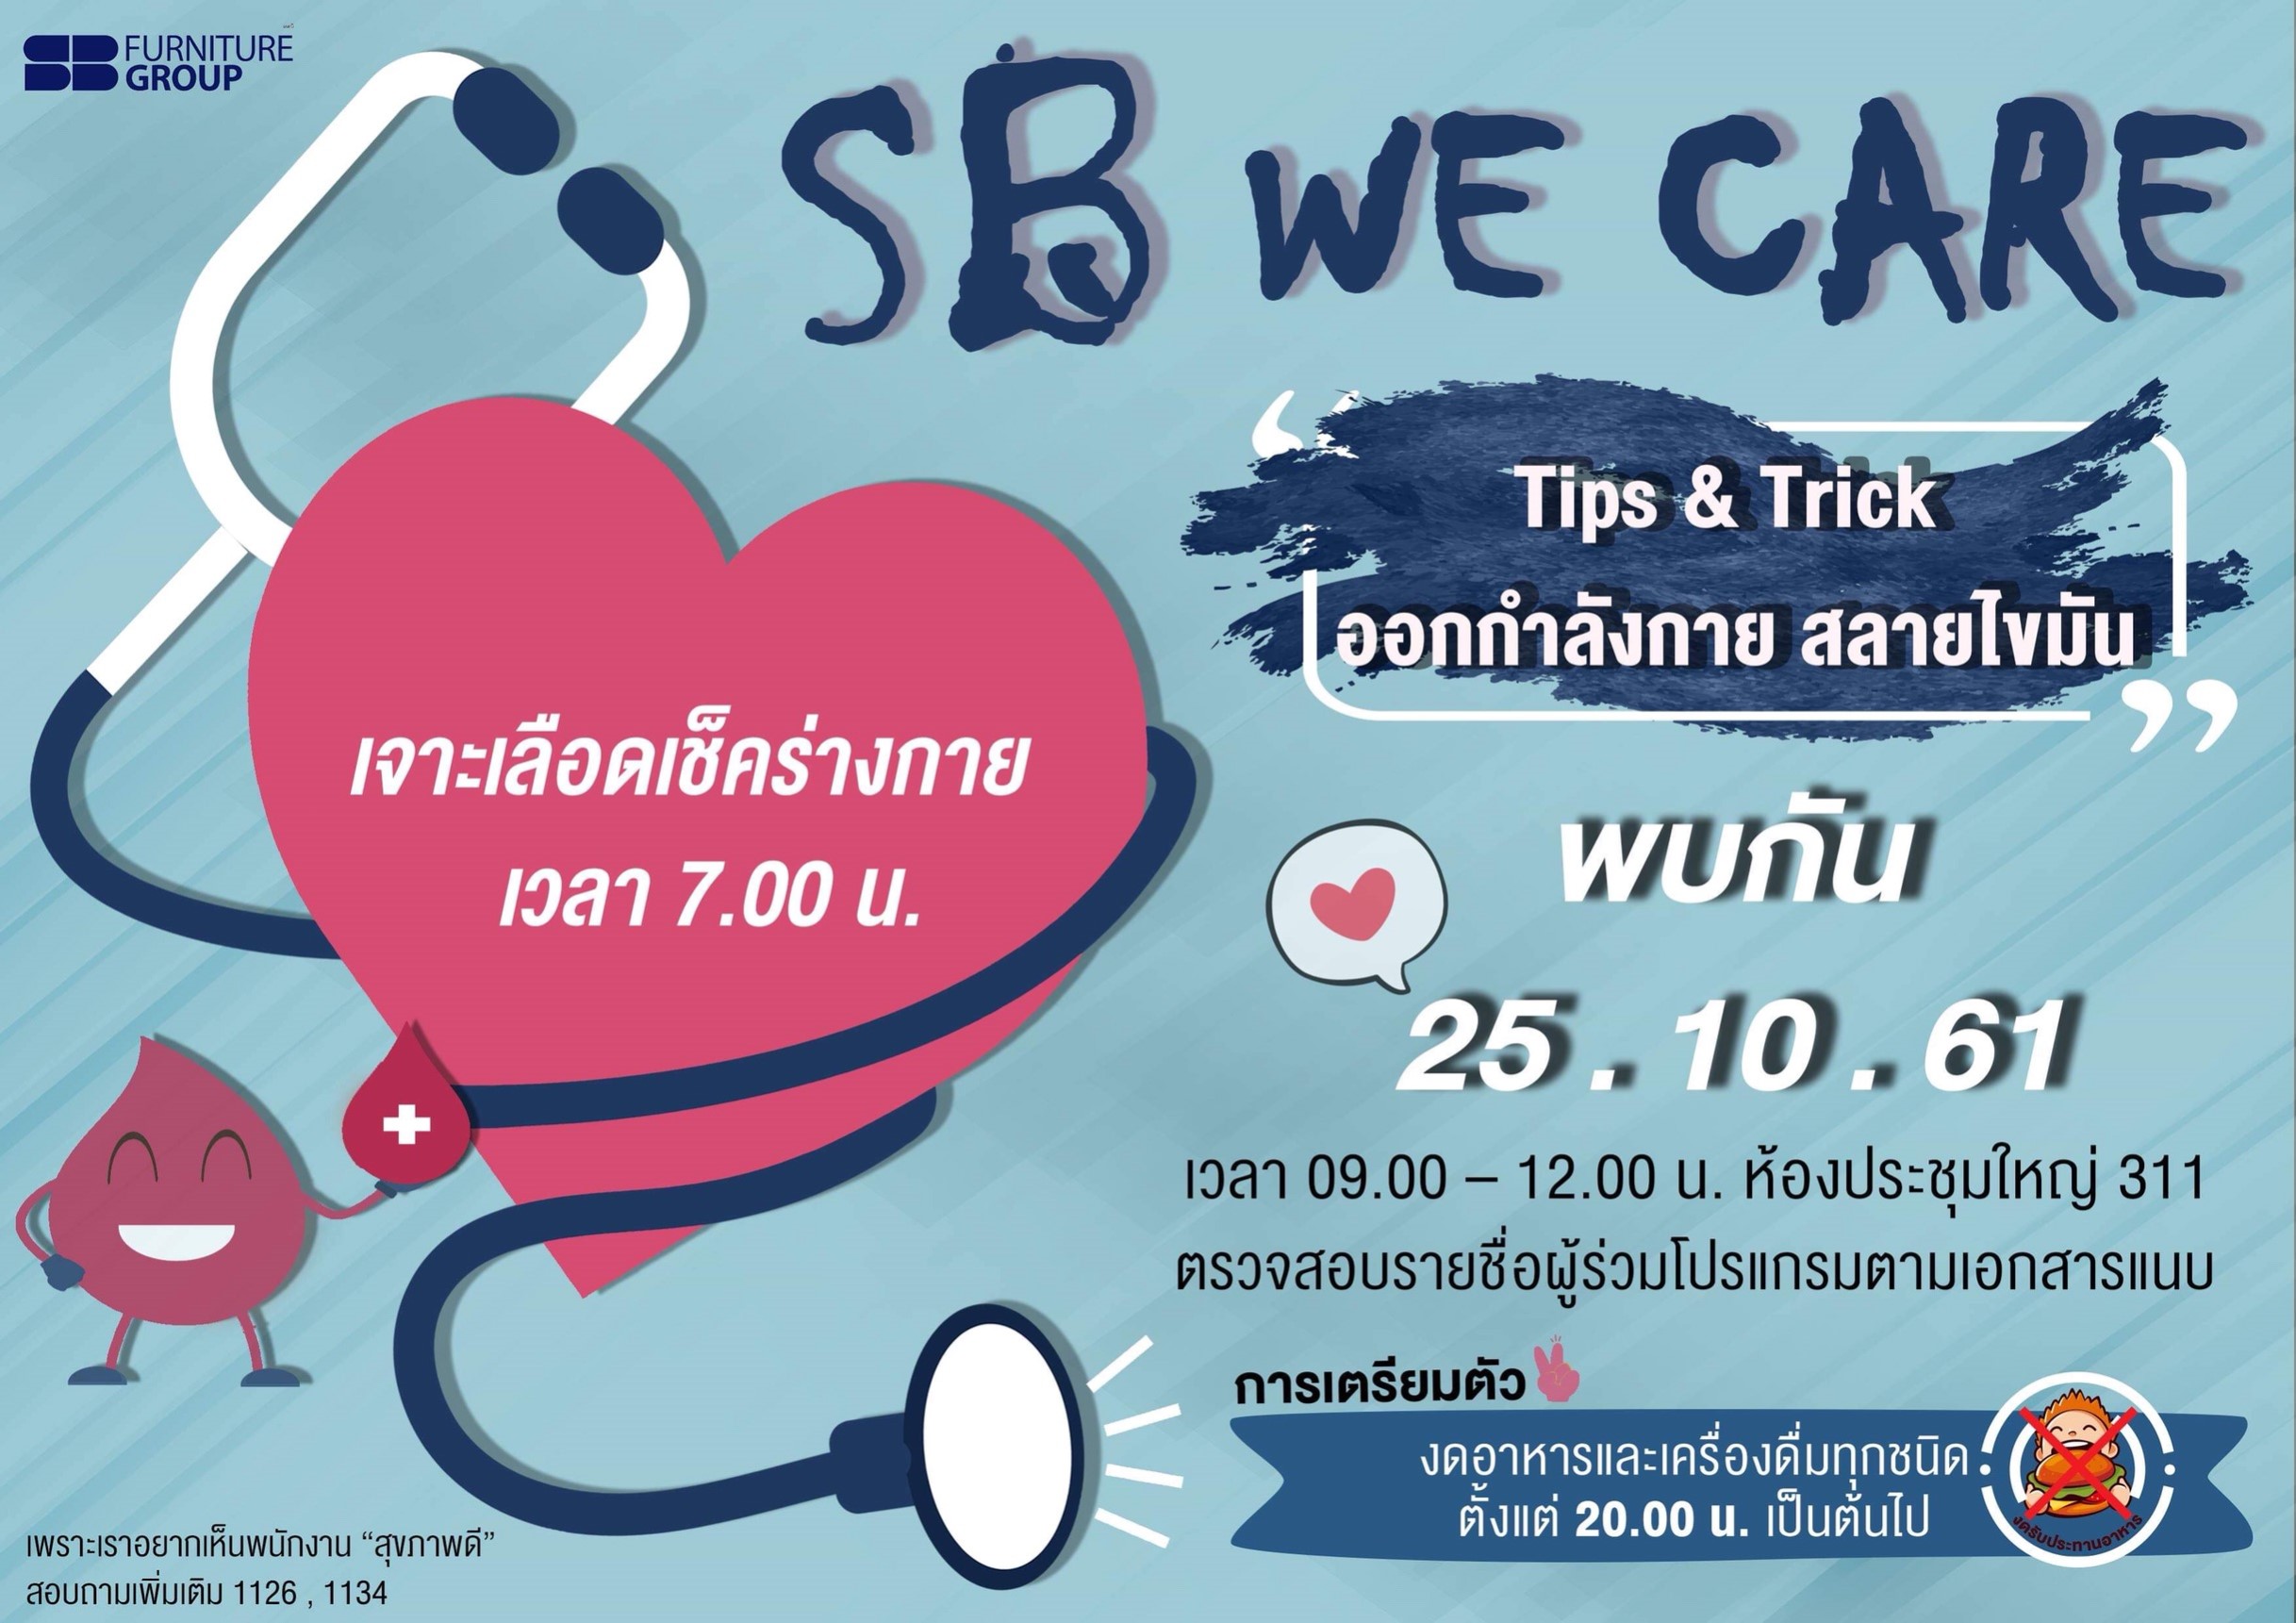 FURNITURE
GROUP
SB WE CARE
Tips & Trick
ออกกำลังกาย สลายไขมัน
เจาะเลือดเช็คร่างกาย
เวลา 7.00 น.
พบกัน
25 . 10 . 61
เวลา 09.00 – 12.00 น. ห้องประชุมใหญ่ 311
ตรวจสอบรายชื่อผู้ร่วมโปรแกรมตามเอกสารแนบ
การเตรียมตัว
งดอาหารและเครื่องดื่มทุกชนิด
ตั้งแต่ 20.00 น. เป็นต้นไป
งดรับประทานอาหาร
เพราะเราอยากเห็นพนักงาน “สุขภาพดี”
สอบถามเพิ่มเติม 1126 , 1134